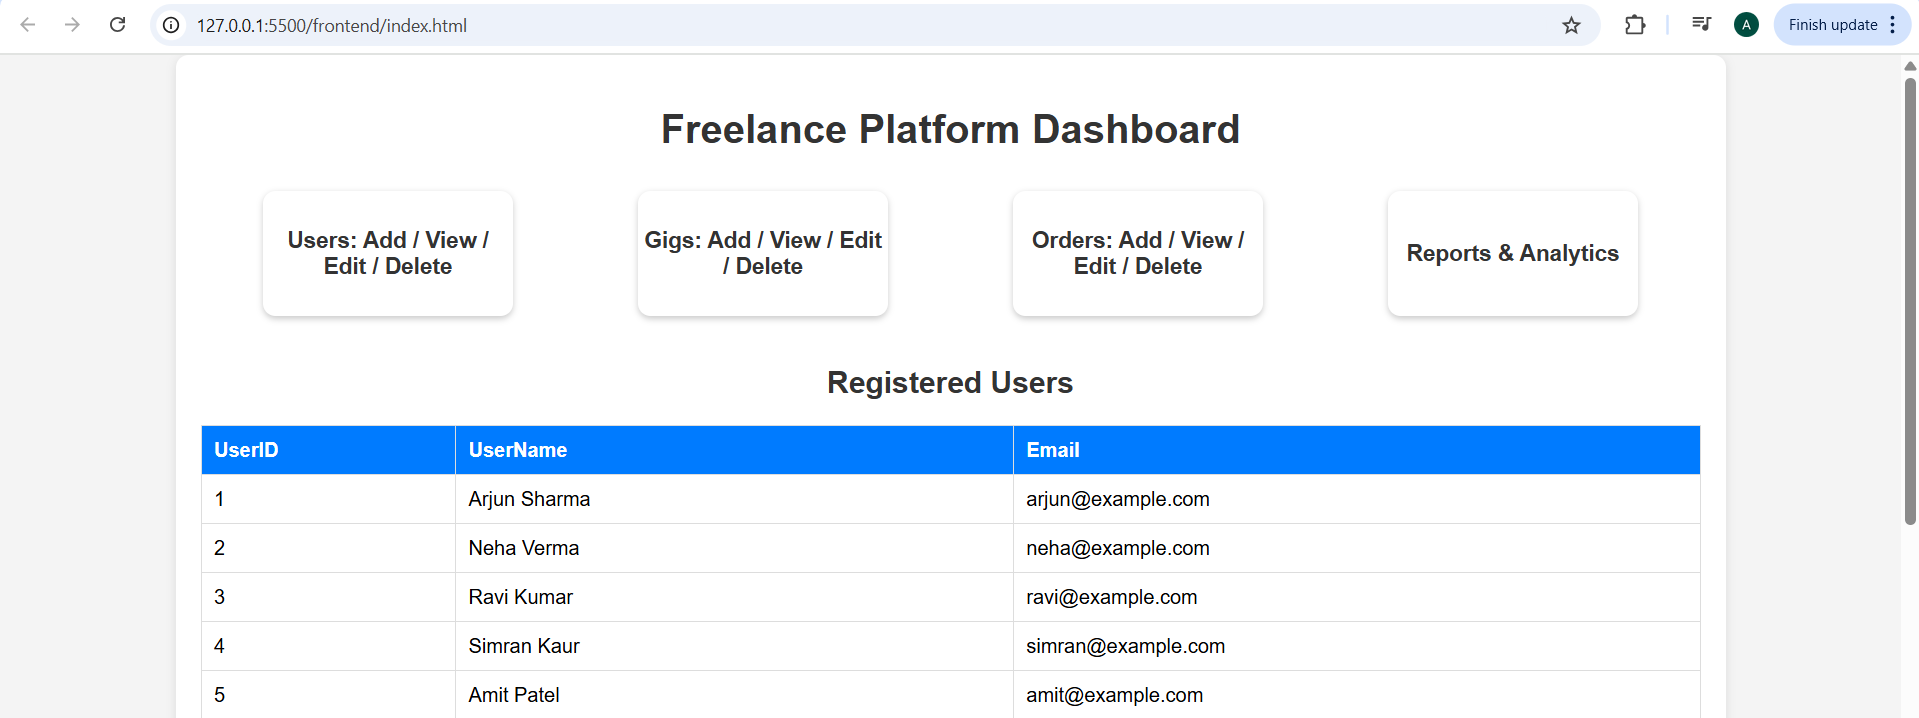 127.0.0.1:5500/frontend/index.html
A
Finish update
Freelance Platform Dashboard
Users: Add / View /
Edit / Delete
Gigs: Add / View / Edit
/ Delete
Orders: Add / View /
Edit / Delete
Reports & Analytics
Registered Users
UserID UserName Email
1 Arjun Sharma arjun@example.com
2 Neha Verma neha@example.com
3 Ravi Kumar ravi@example.com
4 Simran Kaur simran@example.com
5 Amit Patel amit@example.com